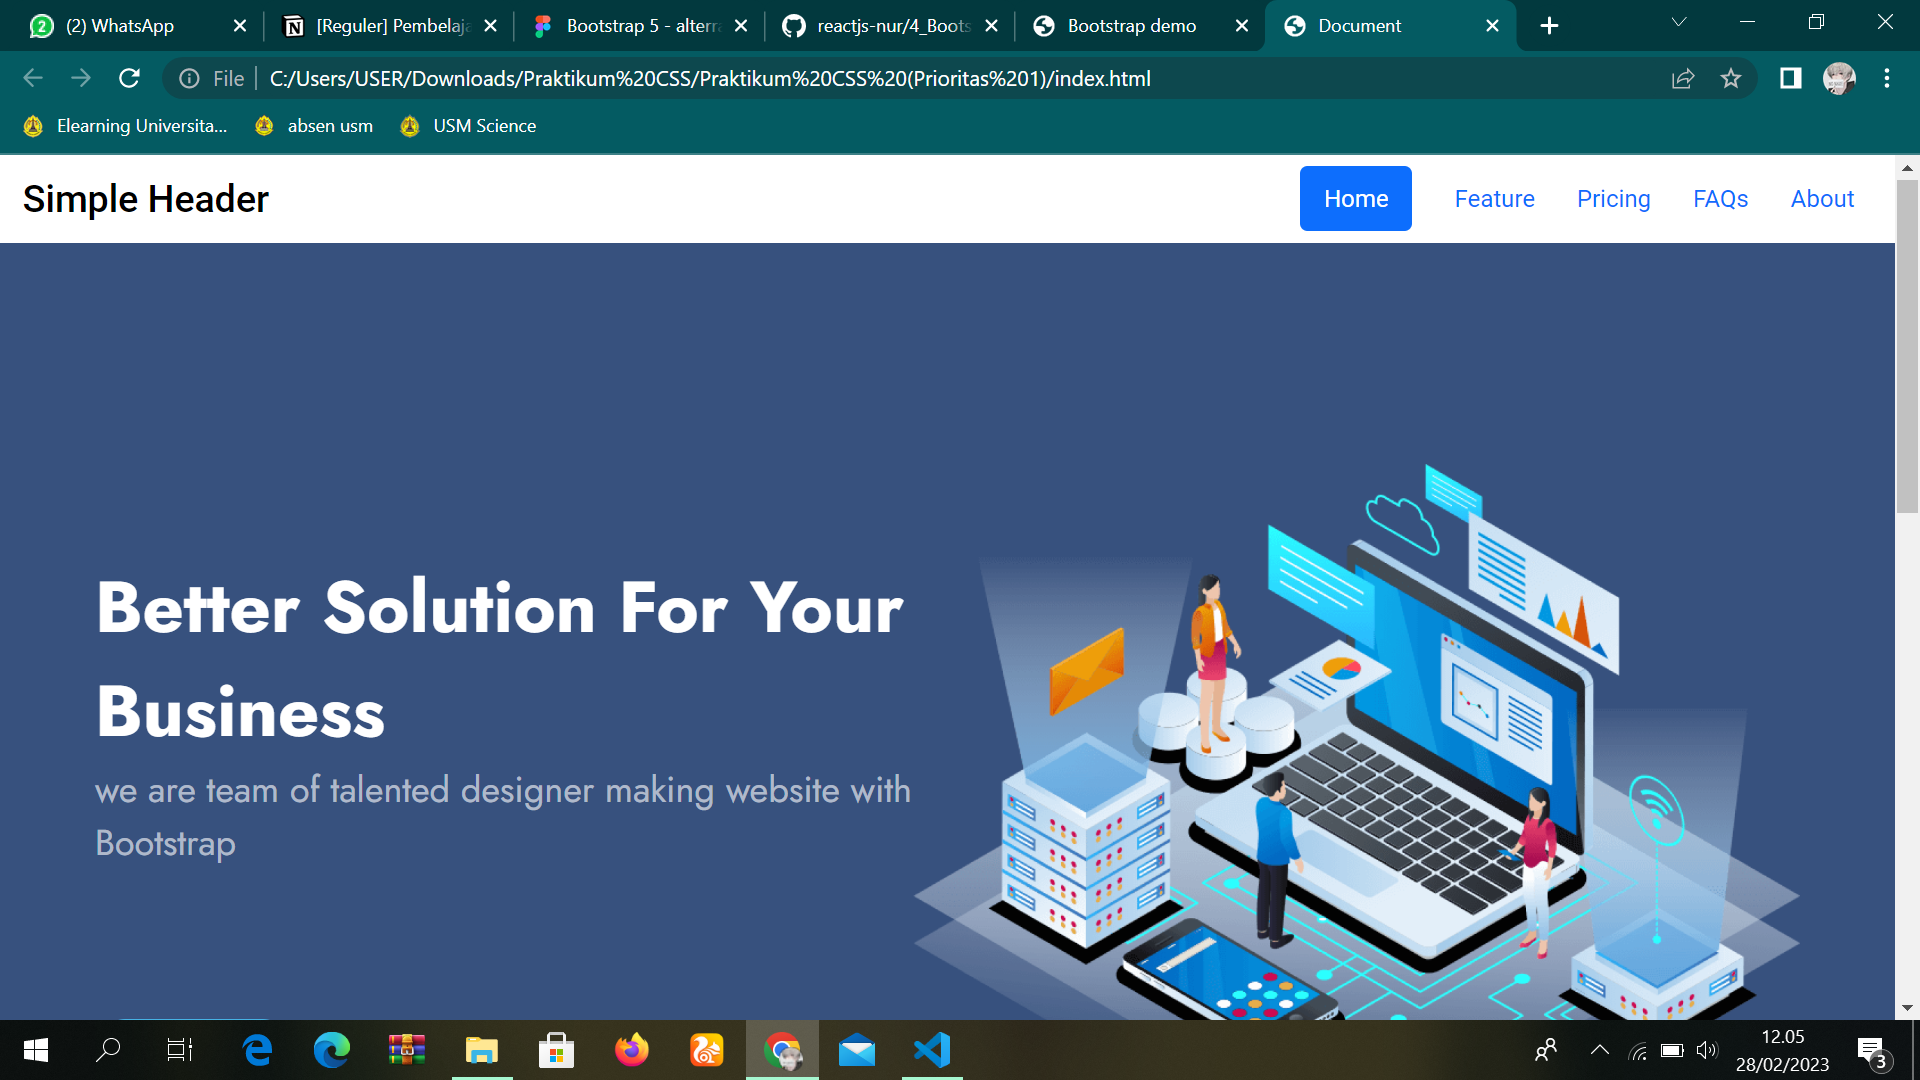 2 (2) WhatsApp
[Reguler] Pembelaja
Bootstrap 5 - alterra
reactjs-nur/4_Boots
Bootstrap demo
Document
File
C:/Users/USER/Downloads/Praktikum%20CSS/Praktikum%20CSS%20(Prioritas%201)/index.html
Elearning Universita...
absen usm
USM Science
Simple Header
Home
Feature
Pricing
FAQs
About
Better Solution For Your
Business
we are team of talented designer making website with
Bootstrap
12.05
28/02/2023
3